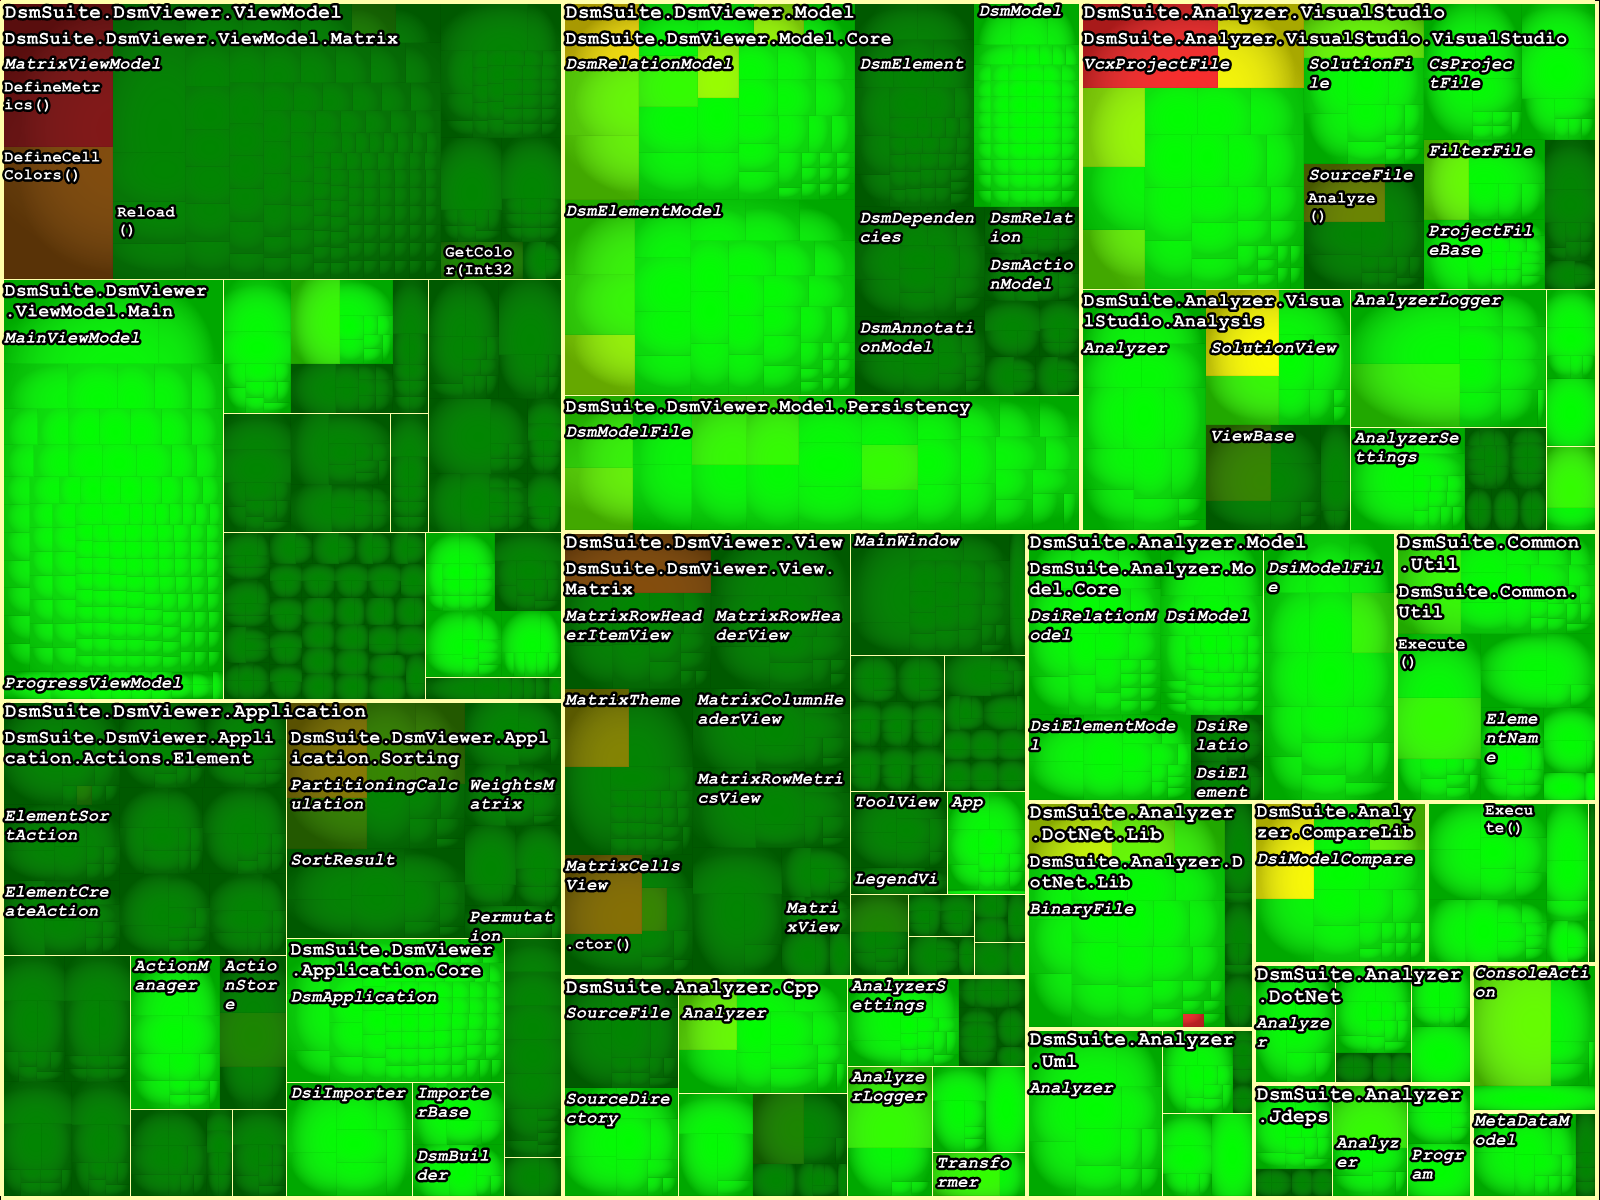 DsmSuite.DsmViewer.ViewModel
DsmSuite.DsmViewer.ViewModel.Matrix
MatrixViewModel
DefineMetr
ics()
DefineCell
Colors()
Reload
()
GetColo
r(Int32
DsmSuite.DsmViewer
.ViewModel.Main
MainViewModel
ProgressViewModel
DsmSuite.DsmViewer.Application
DsmSuite.DsmViewer.Appli
cation.Actions.Element
ElementSor
tAction
ElementCre
ateAction
DsmSuite.DsmViewer.Appl
ication.Sorting
PartitioningCalc
ulation
WeightsM
atrix
SortResult
Permutat
ion
ActionM
anager
Actio
nStor
e
DsmSuite.DsmViewer
.Application.Core
DsmApplication
DsiImporter
Importe
rBase
DsmBuil
der
DsmSuite.DsmViewer.Model
DsmSuite.DsmViewer.Model.Core
DsmRelationModel
DsmElement
DsmModel
DsmElementModel
DsmDependen
cies
DsmRelat
ion
DsmActio
nModel
DsmAnnotati
onModel
DsmSuite.DsmViewer.Model.Persistency
DsmModelFile
DsmSuite.DsmViewer.View
DsmSuite.DsmViewer.View.
Matrix
MatrixRowHead
erItemView
MatrixRowHea
derView
MatrixTheme
MatrixColumnHe
aderView
MatrixRowMetri
csView
MatrixCells
View
.ctor()
Matri
xView
MainWindow
ToolView
App
LegendVi
DsmSuite.Analyzer.Cpp
SourceFile
Analyzer
SourceDire
ctory
AnalyzerS
ettings
Analyze
rLogger
Transfo
rmer
DsmSuite.Analyzer.VisualStudio
DsmSuite.Analyzer.VisualStudio.VisualStudio
VcxProjectFile
SolutionFi
le
CsProjec
tFile
SourceFile
Analyze
()
FilterFile
ProjectFil
eBase
DsmSuite.Analyzer.Visua
lStudio.Analysis
Analyzer
SolutionView
ViewBase
AnalyzerLogger
AnalyzerSe
ttings
DsmSuite.Analyzer.Model
DsmSuite.Analyzer.Mo
del.Core
DsiRelationM
odel
DsiModel
DsiModelFil
e
DsiElementMode
l
DsiRe
latio
DsiEl
ement
DsmSuite.Common
.Util
DsmSuite.Common.
Util
Execute
()
Eleme
ntNam
e
DsmSuite.Analyzer
.DotNet.Lib
DsmSuite.Analyzer.D
otNet.Lib
BinaryFile
DsmSuite.Analy
zer.CompareLib
DsiModelCompare
Execu
te()
DsmSuite.Analyzer
.Uml
Analyzer
DsmSuite.Analyzer
.DotNet
Analyze
r
ConsoleActi
on
DsmSuite.Analyzer
.Jdeps
Analyz
er
Progr
am
MetaDataM
odel